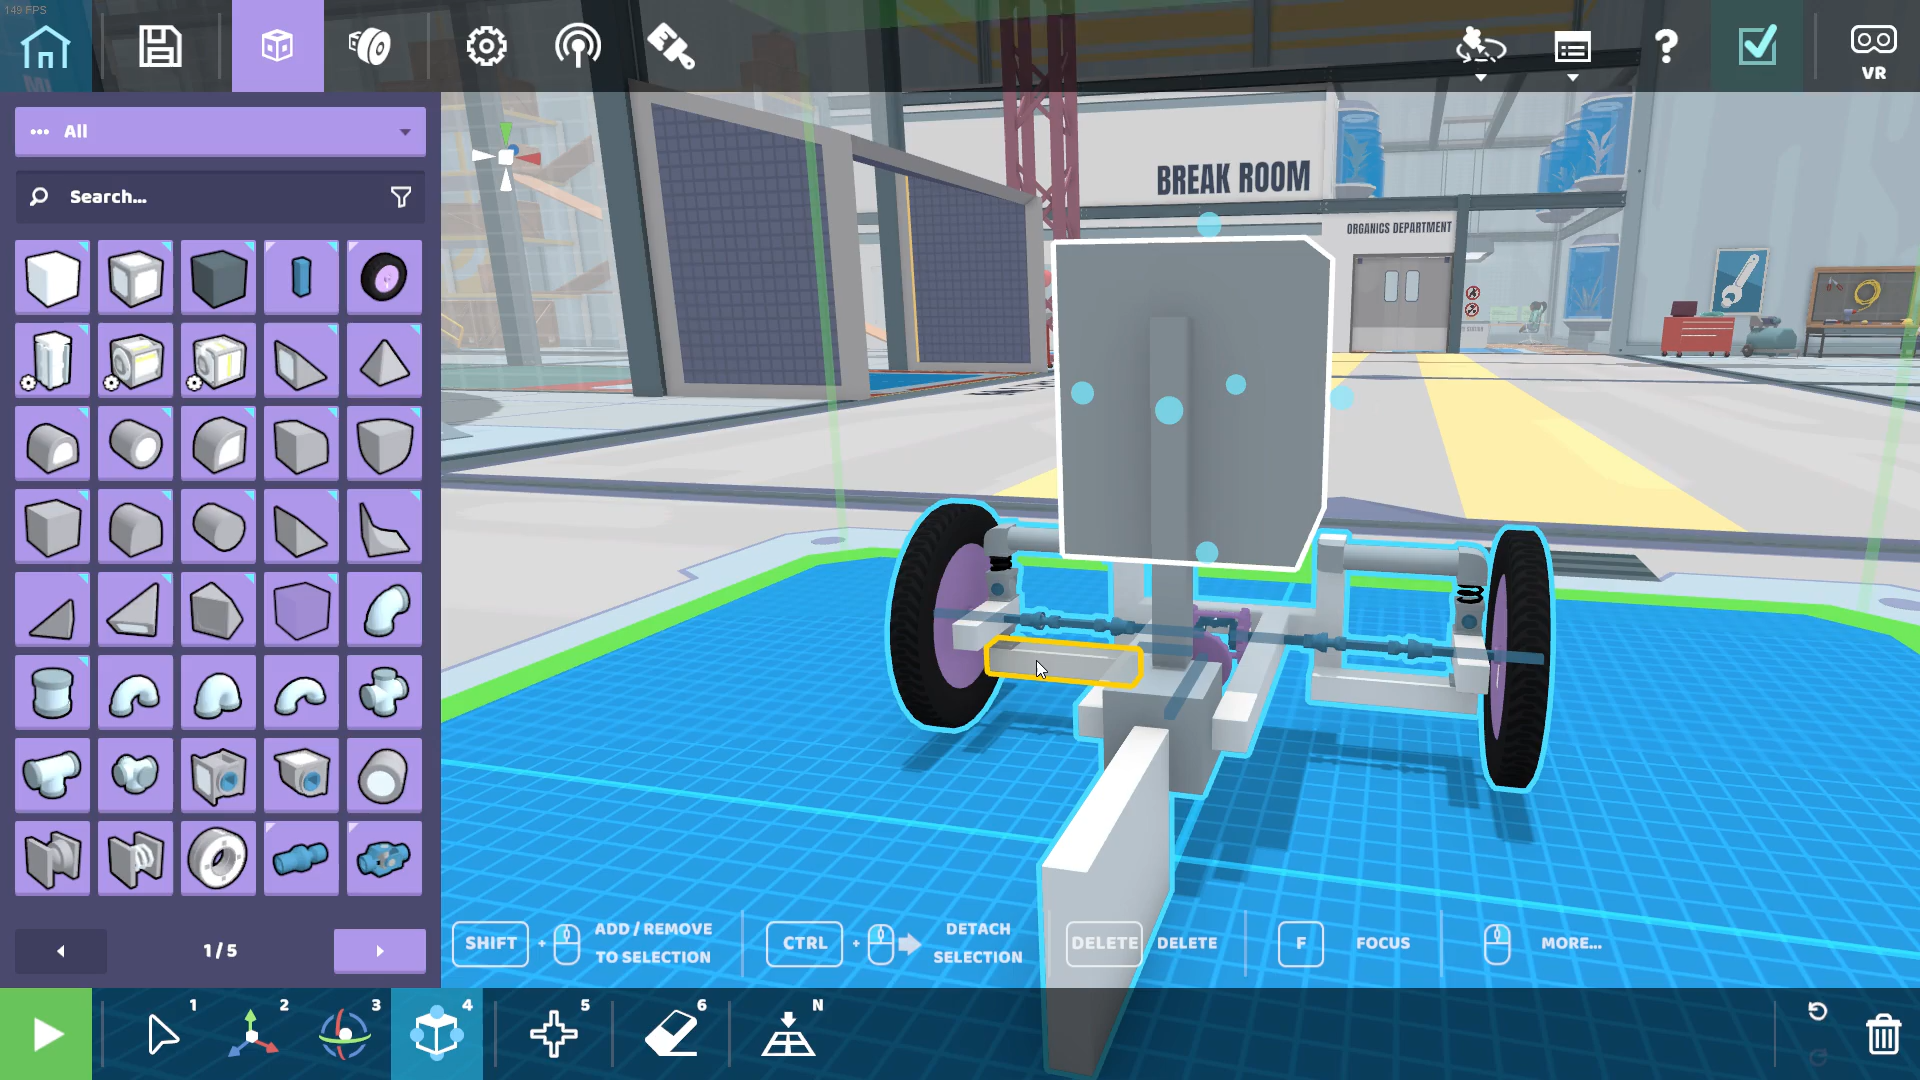 149 FPS
VR
All
Search...
BREAK ROOM
ORGANICS DEPARTMENT
1/5
SHIFT + ADD / REMOVE TO SELECTION
CTRL + DETACH SELECTION
DELETE DELETE
F FOCUS
MORE...
1
2
3
4
5
6
N